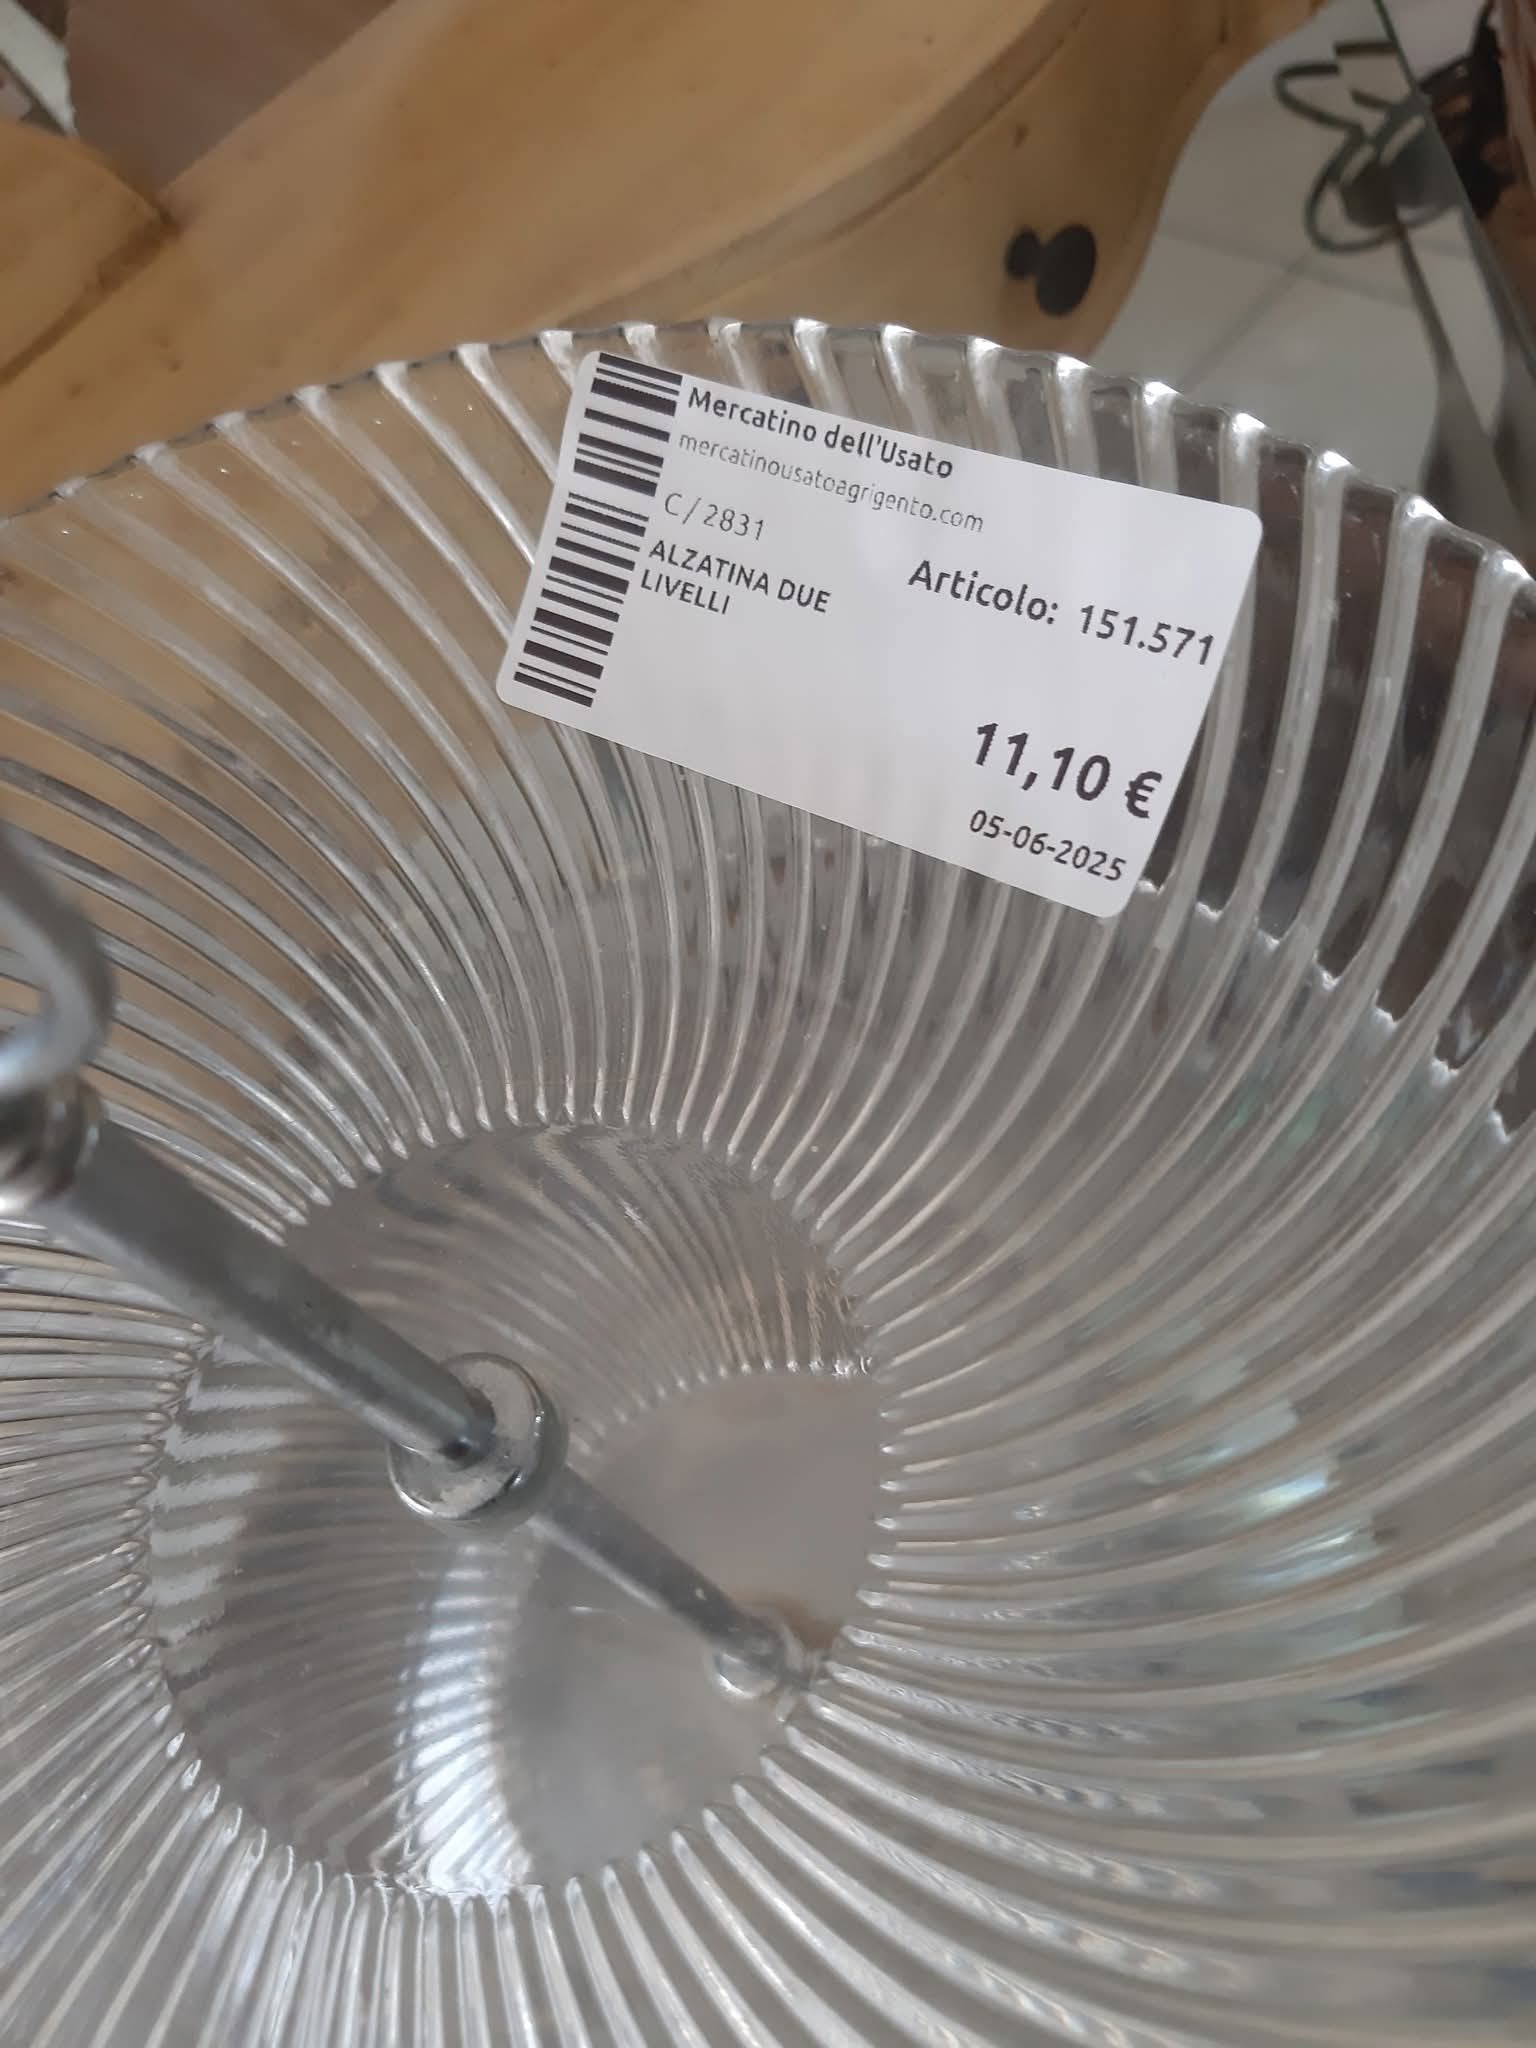 Mercatino dell'Usato
mercatinousatoagrigento.com
C/2831
ALZATINA DUE
LIVELLI
Articolo: 151.571
11,10 €
05-06-2025